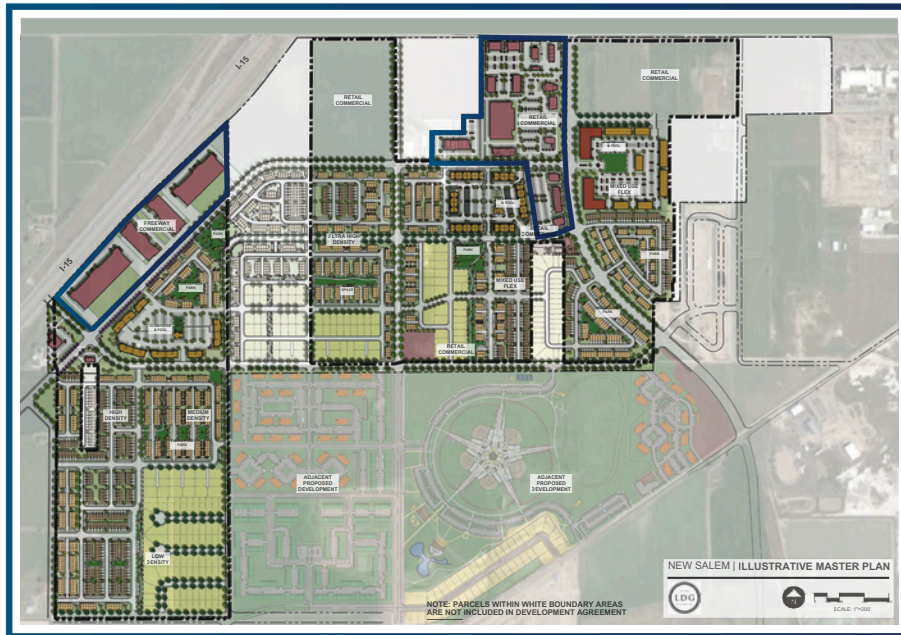 I-15
RETAIL
COMMERCIAL
RETAIL
COMMERCIAL
RETAIL
COMMERCIAL
& POOL
MIXED USE
FLEX
FREEWAY
COMMERCIAL
& POOL
RETAIL
COMMERCIAL
PARK
ULTRA HIGH
DENSITY
PARK
PARK
I-15
PARK
SPACE
MIXED USE
FLEX
PARK
& POOL
RETAIL
COMMERCIAL
HIGH
DENSITY
MEDIUM
DENSITY
PARK
ADJACENT
PROPOSED
DEVELOPMENT
ADJACENT
PROPOSED
DEVELOPMENT
LOW
DENSITY
NEW SALEM | ILLUSTRATIVE MASTER PLAN
LDG
N
SCALE: 1"=200'
NOTE: PARCELS WITHIN WHITE BOUNDARY AREAS
ARE NOT INCLUDED IN DEVELOPMENT AGREEMENT